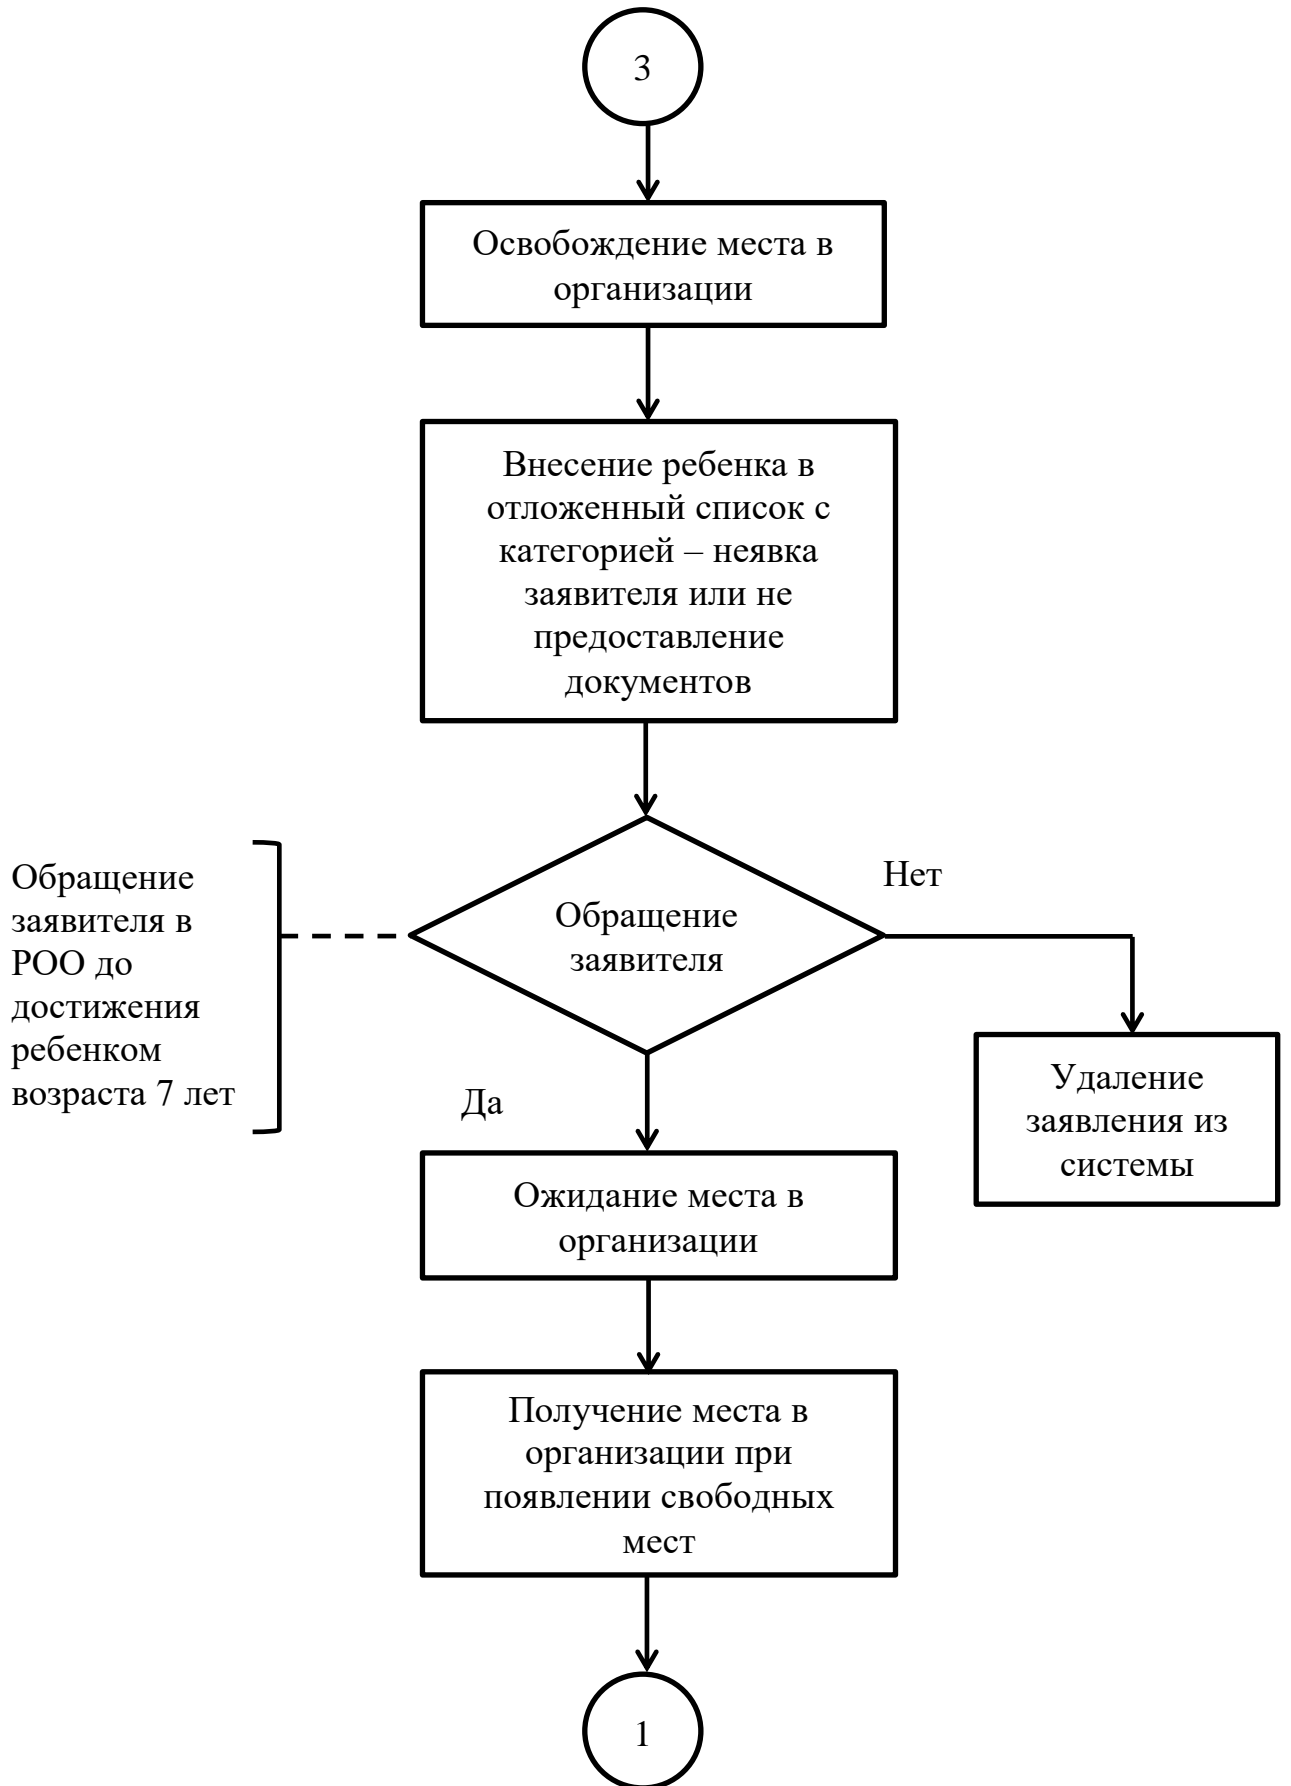 3
Освобождение места в
организации
Внесение ребенка в
отложенный список с
категорией – неявка
заявителя или не
предоставление
документов
Обращение
заявителя в
РОО до
достижения
ребенком
возраста 7 лет
Обращение
заявителя
Нет
Да
Удаление
заявления из
системы
Ожидание места в
организации
Получение места в
организации при
появлении свободных
мест
1